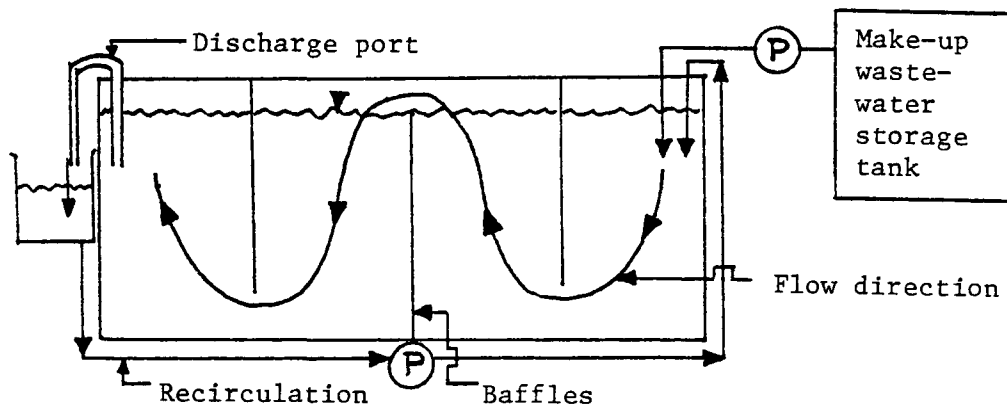 Discharge port
P
Make-up
waste-
water
storage
tank
Flow direction
P
Recirculation
Baffles